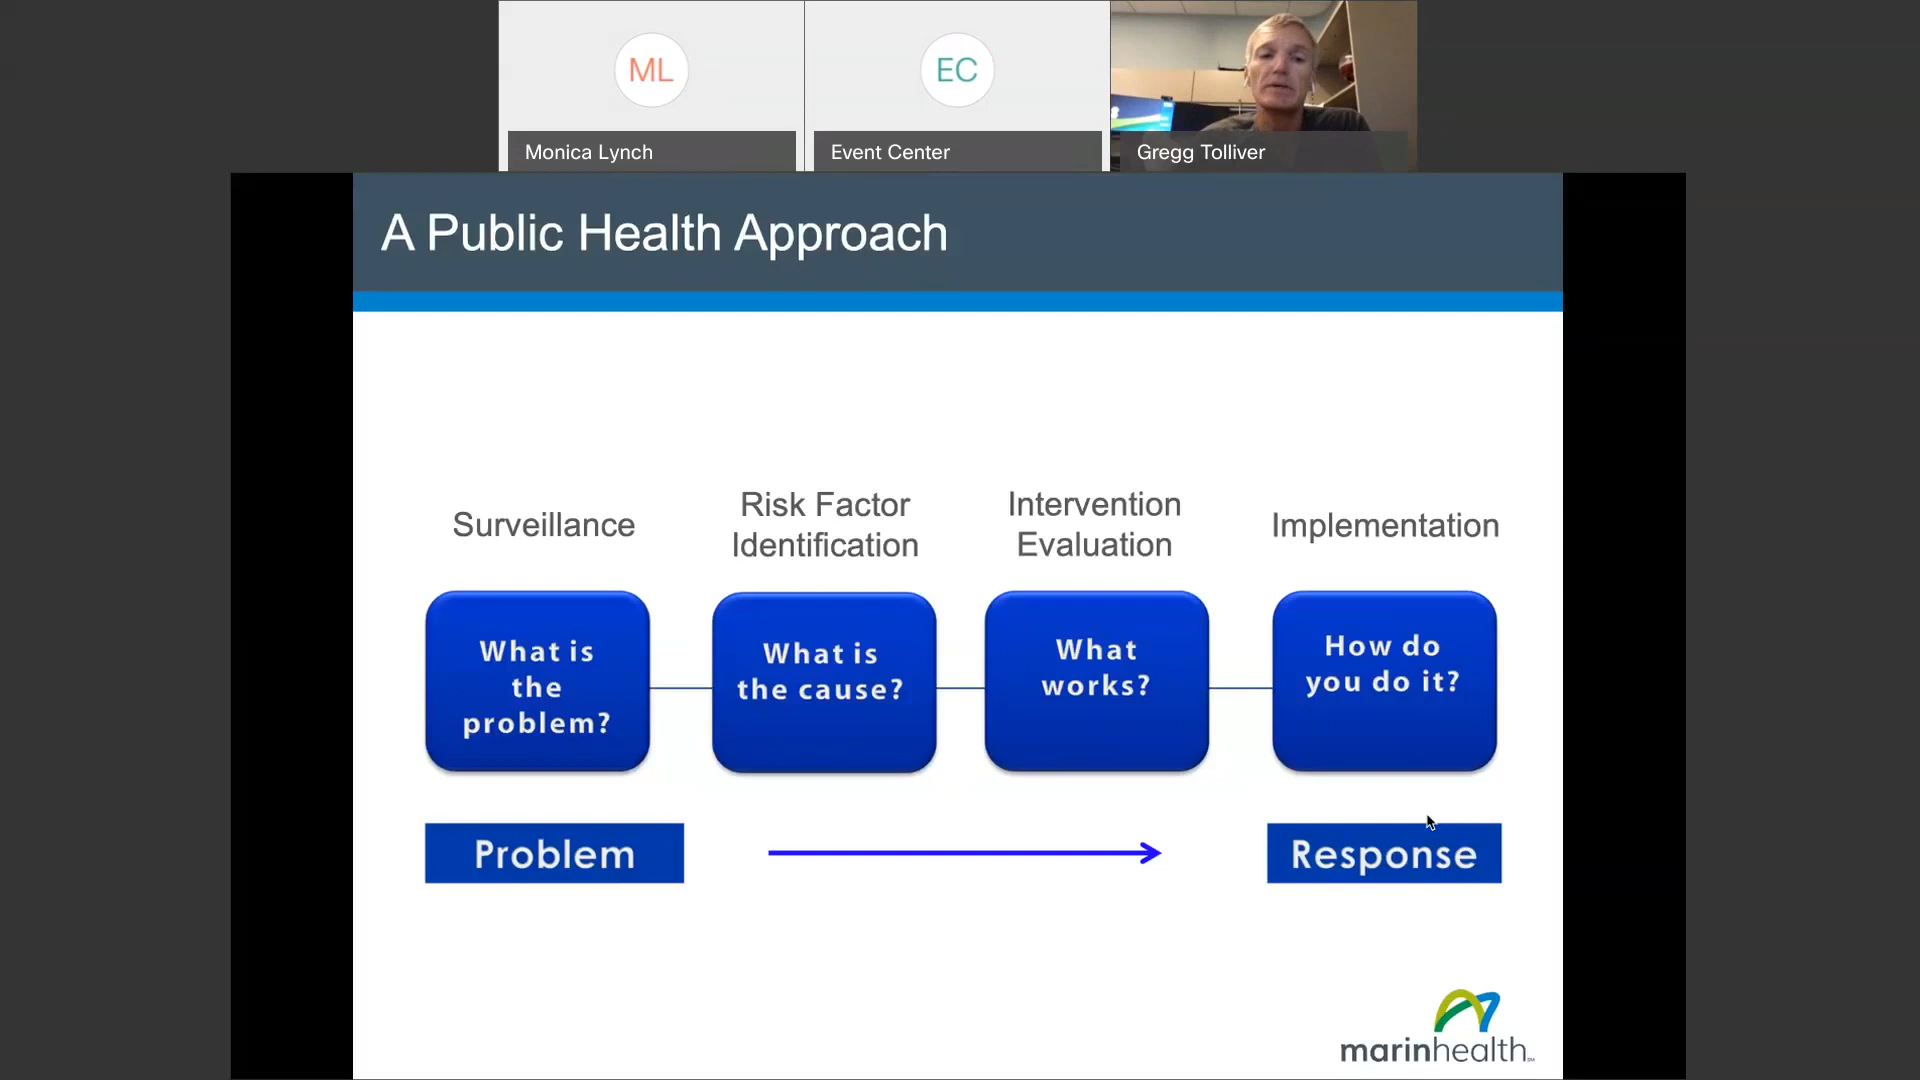 ML
EC
Monica Lynch
Event Center
Gregg Tolliver
A Public Health Approach
Surveillance
Risk Factor
Identification
Intervention
Evaluation
Implementation
What is
the
problem?
What is
the cause?
What
works?
How do
you do it?
Problem
Response
marinhealth